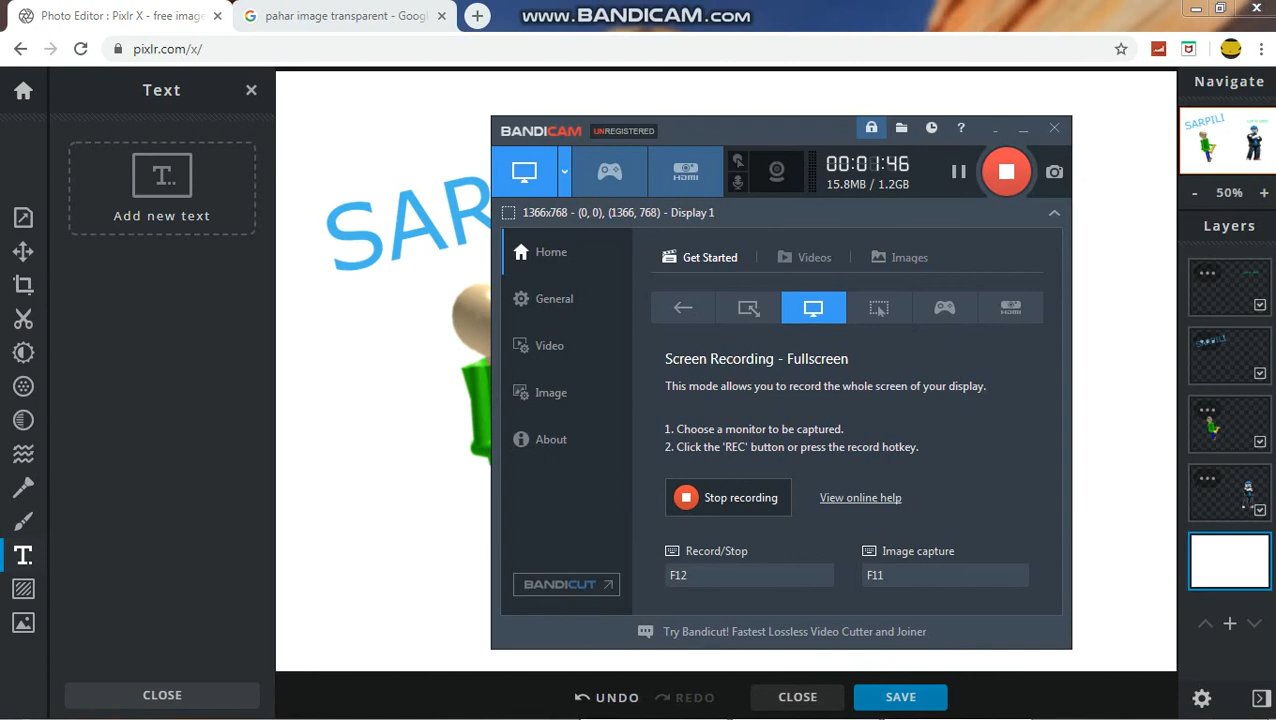 Photo Editor : Pixlr X - free image
pahar image transparent - Google
www.BANDICAM.com
pixlr.com/x/
Text
Add new text
CLOSE
SAR
BANDICAM UNREGISTERED
HDMI
00:01:46
15.8MB / 1.2GB
1366x768 - (0, 0), (1366, 768) - Display 1
Home
General
Video
Image
About
BANDICUT
Get Started
Videos
Images
HDMI
Screen Recording - Fullscreen
This mode allows you to record the whole screen of your display.
1. Choose a monitor to be captured.
2. Click the 'REC' button or press the record hotkey.
Stop recording
View online help
Record/Stop
F12
Image capture
F11
Try Bandicut! Fastest Lossless Video Cutter and Joiner
UNDO
REDO
CLOSE
SAVE
Navigate
SARPILI
- 50% +
Layers
SARPILI